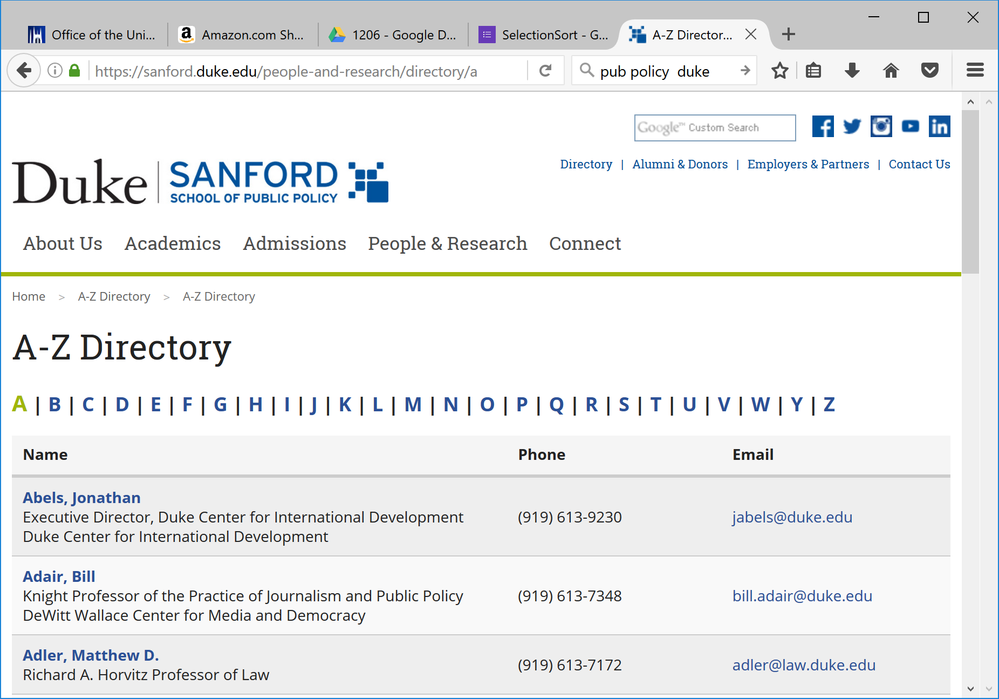 Office of the Uni...
Amazon.com Sh...
1206 - Google D...
SelectionSort - G...
A-Z Director...
https://sanford.duke.edu/people-and-research/directory/a
pub policy  duke
Google™ Custom Search
Directory | Alumni & Donors | Employers & Partners | Contact Us
Duke
SANFORD
SCHOOL OF PUBLIC POLICY
About Us Academics Admissions People & Research Connect
Home > A-Z Directory > A-Z Directory
A-Z Directory
A | B | C | D | E | F | G | H | I | J | K | L | M | N | O | P | Q | R | S | T | U | V | W | Y | Z
Name Phone Email
Abels, Jonathan
Executive Director, Duke Center for International Development (919) 613-9230 jabels@duke.edu
Duke Center for International Development
Adair, Bill
Knight Professor of the Practice of Journalism and Public Policy (919) 613-7348 bill.adair@duke.edu
DeWitt Wallace Center for Media and Democracy
Adler, Matthew D.
(919) 613-7172 adler@law.duke.edu
Richard A. Horvitz Professor of Law